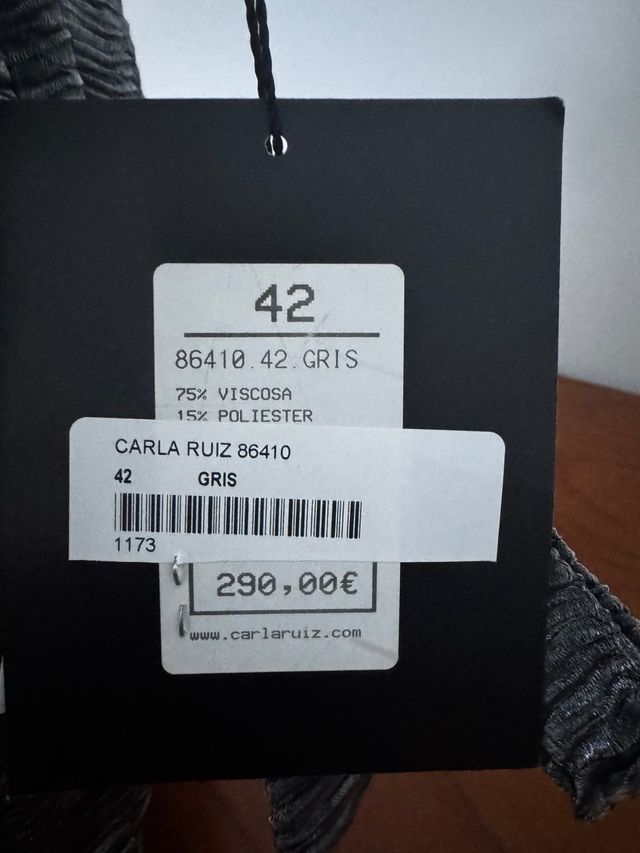 42
86410.42.GRIS
75% VISCOSA
15% POLIESTER
CARLA RUIZ 86410
42 GRIS
1173
290,00€
www.carlaruiz.com